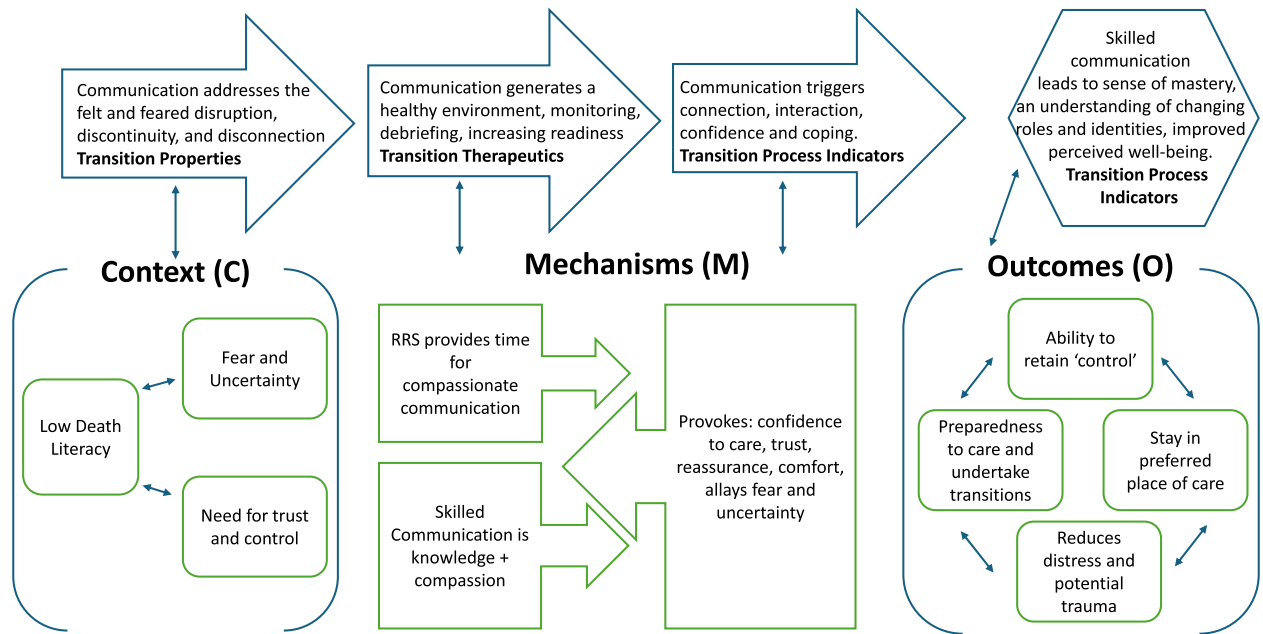 Communication addresses the
felt and feared disruption,
discontinuity, and disconnection
Transition Properties
Communication generates a
healthy environment, monitoring,
debriefing, increasing readiness
Transition Therapeutics
Communication triggers
connection, interaction,
confidence and coping.
Transition Process Indicators
Skilled
communication
leads to sense of mastery,
an understanding of changing
roles and identities, improved
perceived well-being.
Transition Process
Indicators
Context (C)
Low Death
Literacy
Fear and
Uncertainty
Need for trust
and control
Mechanisms (M)
RRS provides time
for
compassionate
communication
Skilled
Communication is
knowledge +
compassion
Provokes: confidence
to care, trust,
reassurance, comfort,
allays fear and
uncertainty
Outcomes (O)
Ability to
retain ‘control’
Preparedness
to care and
undertake
transitions
Stay in
preferred
place of care
Reduces
distress and
potential
trauma